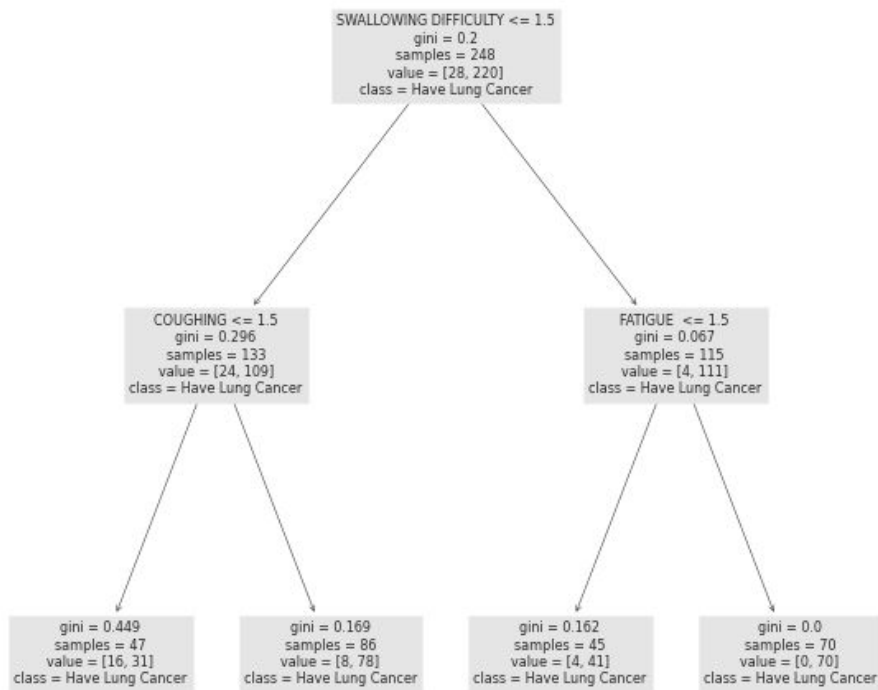 SWALLOWING DIFFICULTY <= 1.5
gini = 0.2
samples = 248
value = [28, 220]
class = Have Lung Cancer
COUGHING <= 1.5
gini = 0.296
samples = 133
value = [24, 109]
class = Have Lung Cancer
FATIGUE  <= 1.5
gini = 0.067
samples = 115
value = [4, 111]
class = Have Lung Cancer
gini = 0.449
samples = 47
value = [16, 31]
class = Have Lung Cancer
gini = 0.169
samples = 86
value = [8, 78]
class = Have Lung Cancer
gini = 0.162
samples = 45
value = [4, 41]
class = Have Lung Cancer
gini = 0.0
samples = 70
value = [0, 70]
class = Have Lung Cancer